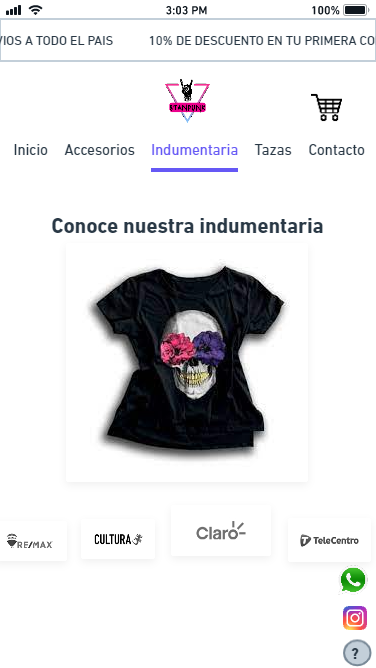 3:03 PM 100%
VIOS A TODO EL PAIS 10% DE DESCUENTO EN TU PRIMERA CO
STANPUNK
Inicio Accesorios Indumentaria Tazas Contacto
Conoce nuestra indumentaria
RE/MAX CULTURA Claro TeleCentro
?